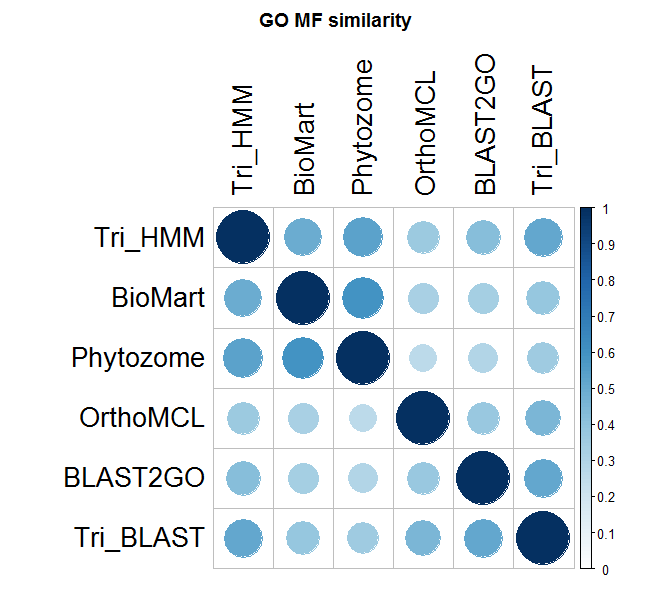 GO MF similarity
Tri_HMM
BioMart
Phytozome
OrthoMCL
BLAST2GO
Tri_BLAST
Tri_HMM
BioMart
Phytozome
OrthoMCL
BLAST2GO
Tri_BLAST
1
0.9
0.8
0.7
0.6
0.5
0.4
0.3
0.2
0.1
0